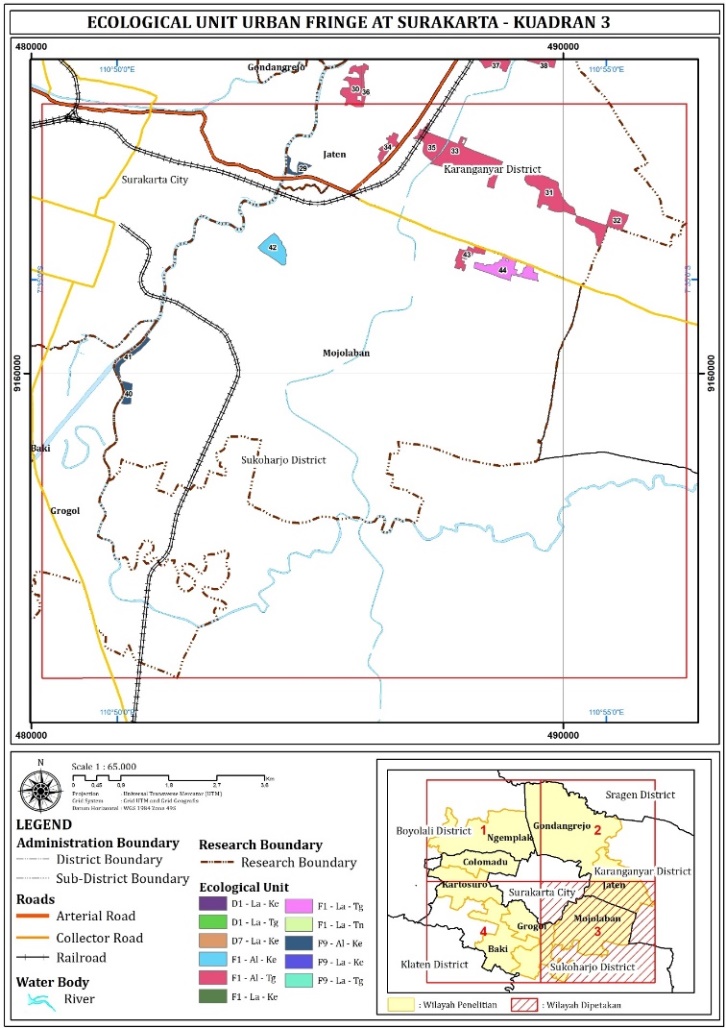 ECOLOGICAL UNIT URBAN FRINGE AT SURAKARTA - KUADRAN 3
480000
490000
110°50'0"E
110°55'0"E
Gondangrejo
37
38
30
36
Jaten
34
35
33
29
Karanganyar District
Surakarta City
31
32
42
43
44
9160000
9160000
Mojolaban
41
40
Baki
Sukoharjo District
Grogol
110°50'0"E
110°55'0"E
480000
490000
N
Scale 1 : 65.000
0 0,45 0,9 1,8 2,7 3,6
Km
Projection : Universal Transverse Mercator (UTM)
Grid System : Grid UTM dan Grid Geografis
Datum Horizontal : WGS 1984 Zone 49S
LEGEND
Administration Boundary
District Boundary
Sub-District Boundary
Roads
Arterial Road
Collector Road
Railroad
Water Body
River
Research Boundary
Research Boundary
Ecological Unit
D1 - La - Ke
D1 - La - Tg
D7 - La - Ke
F1 - Al - Ke
F1 - Al - Tg
F1 - La - Ke
F1 - La - Tg
F1 - La - Tn
F9 - Al - Ke
F9 - La - Ke
F9 - La - Tg
Sragen District
Boyolali District
1
Ngemplak
Gondangrejo
2
Colomadu
Karanganyar District
Kartosuro
Surakarta City
Jaten
Mojolaban
4
Grogol
3
Baki
Klaten District
Sukoharjo District
: Wilayah Penelitian
: Wilayah Dipetakan